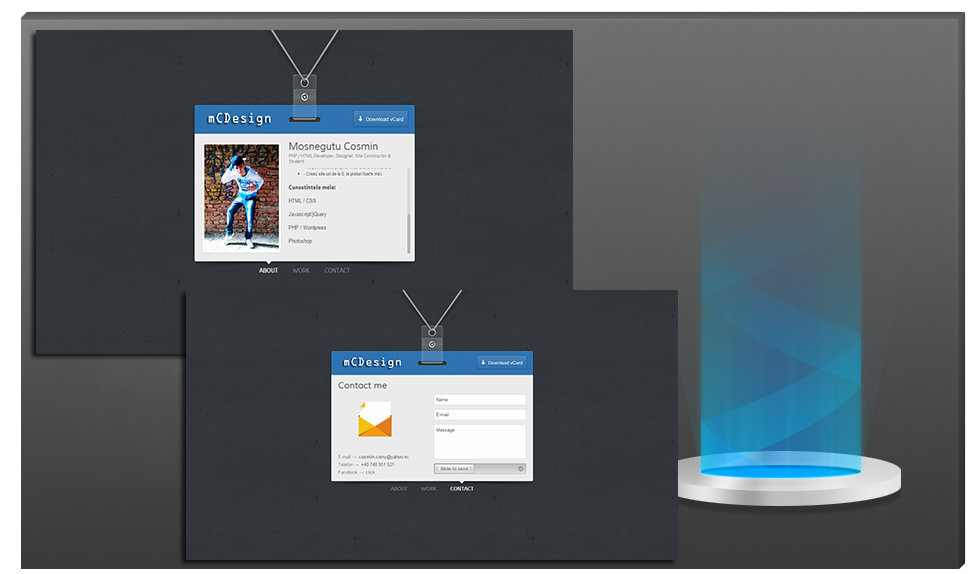 mCDesign
Download vCard
Mosnegutu Cosmin
PHP / HTML Developer, Designer, Site Constructor &
Student.
- Creez site-uri de la 0, la preturi foarte mici
Cunostintele mele:
HTML / CSS
Javascript/jQuery
PHP / Wordpress
Photoshop
ABOUT WORK CONTACT
mCDesign
Download vCard
Contact me
Name
E-mail
Message
E-mail → cosmin.comy@yahoo.ro
Telefon → +40 740 551 521
Facebook → click.
Slide to send
ABOUT WORK CONTACT